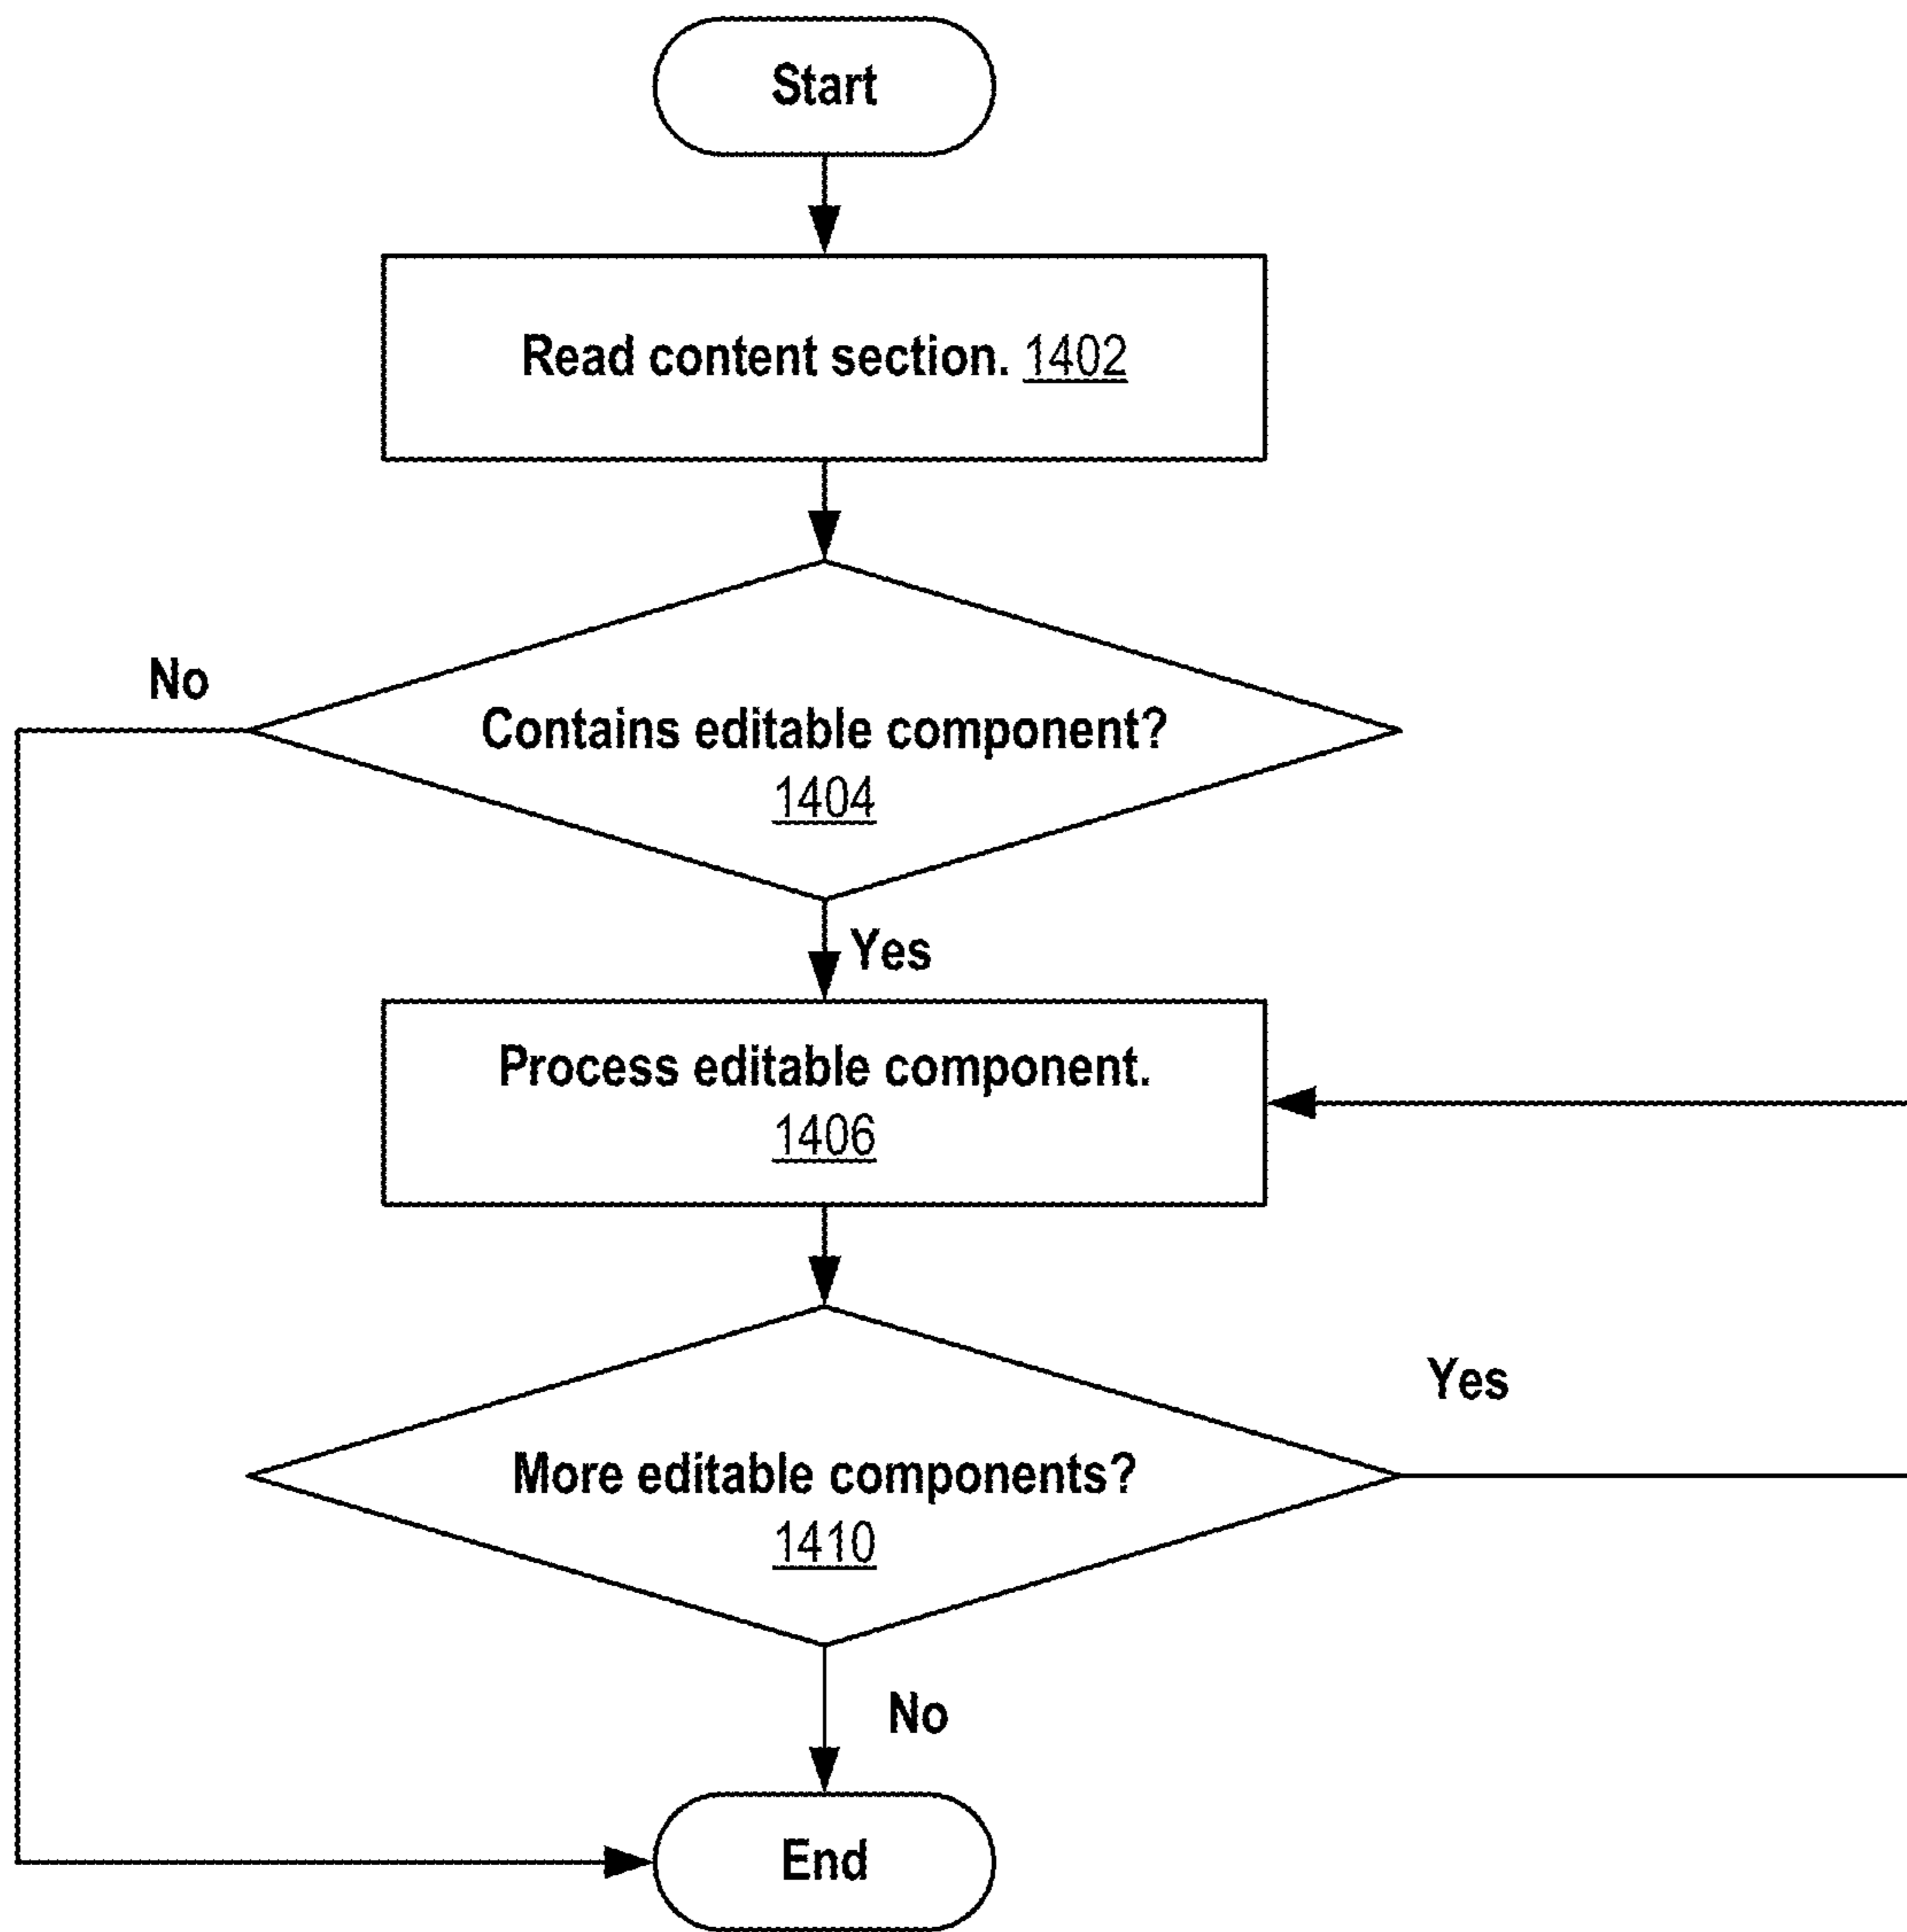 Start
Read content section. 1402
No
Contains editable component?
1404
Yes
Process editable component.
1406
Yes
More editable components?
1410
No
End